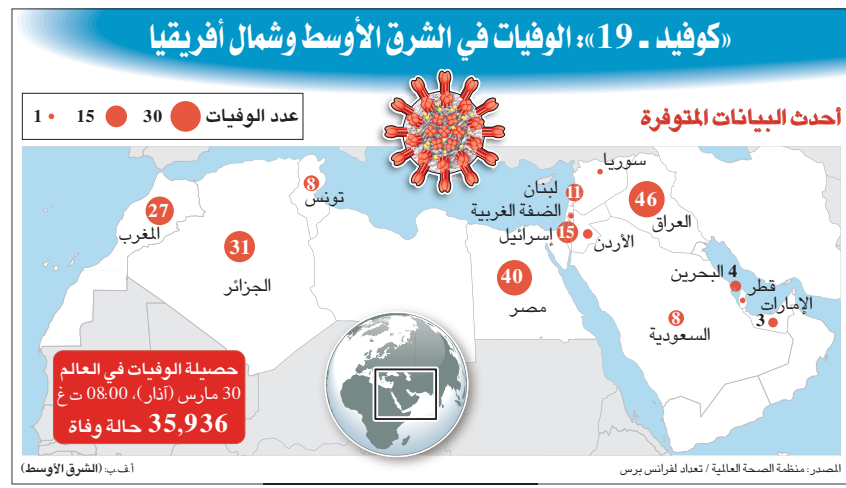 «كوفيد ـ 19»: الوفيات في الشرق الأوسط وشمال أفريقيا
أحدث البيانات المتوفرة
عدد الوفيات 30 15 1
سوريا
46
العراق
لبنان
11
الضفة الغربية
15 إسرائيل
الأردن
8
تونس
27
المغرب
31
الجزائر
40
مصر
4 البحرين
قطر
الإمارات
3
8
السعودية
حصيلة الوفيات في العالم
30 مارس (آذار)، 08:00 ت غ
35,936 حالة وفاة
المصدر: منظمة الصحة العالمية / تعداد لفرانس برس
أ.ف.ب: (الشرق الأوسط)